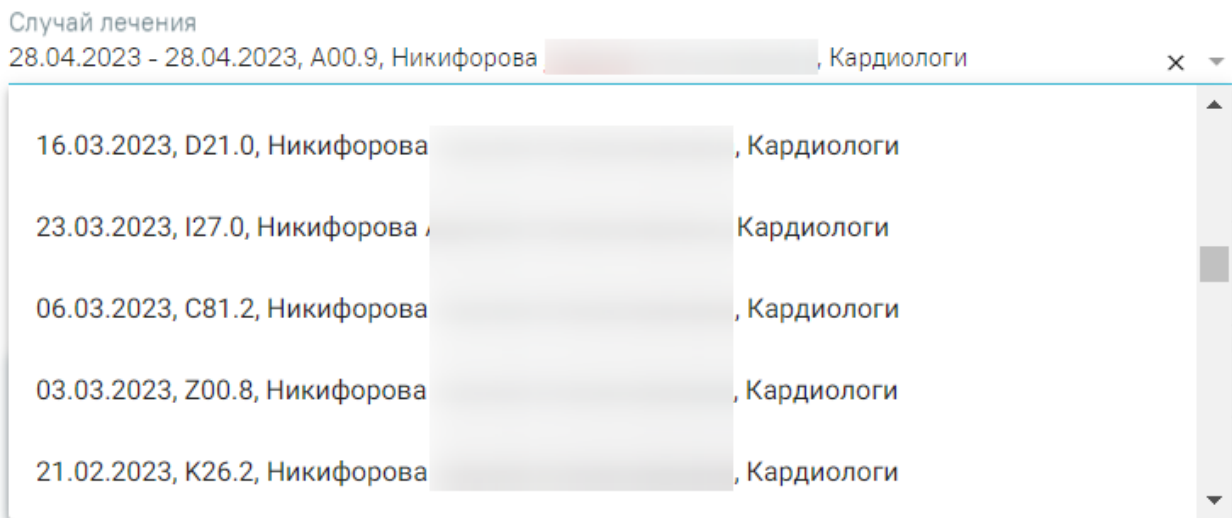 Случай лечения
28.04.2023 - 28.04.2023, A00.9, Никифорова , Кардиологи
16.03.2023, D21.0, Никифорова , Кардиологи
23.03.2023, I27.0, Никифорова Кардиологи
06.03.2023, C81.2, Никифорова , Кардиологи
03.03.2023, Z00.8, Никифорова , Кардиологи
21.02.2023, K26.2, Никифорова , Кардиологи